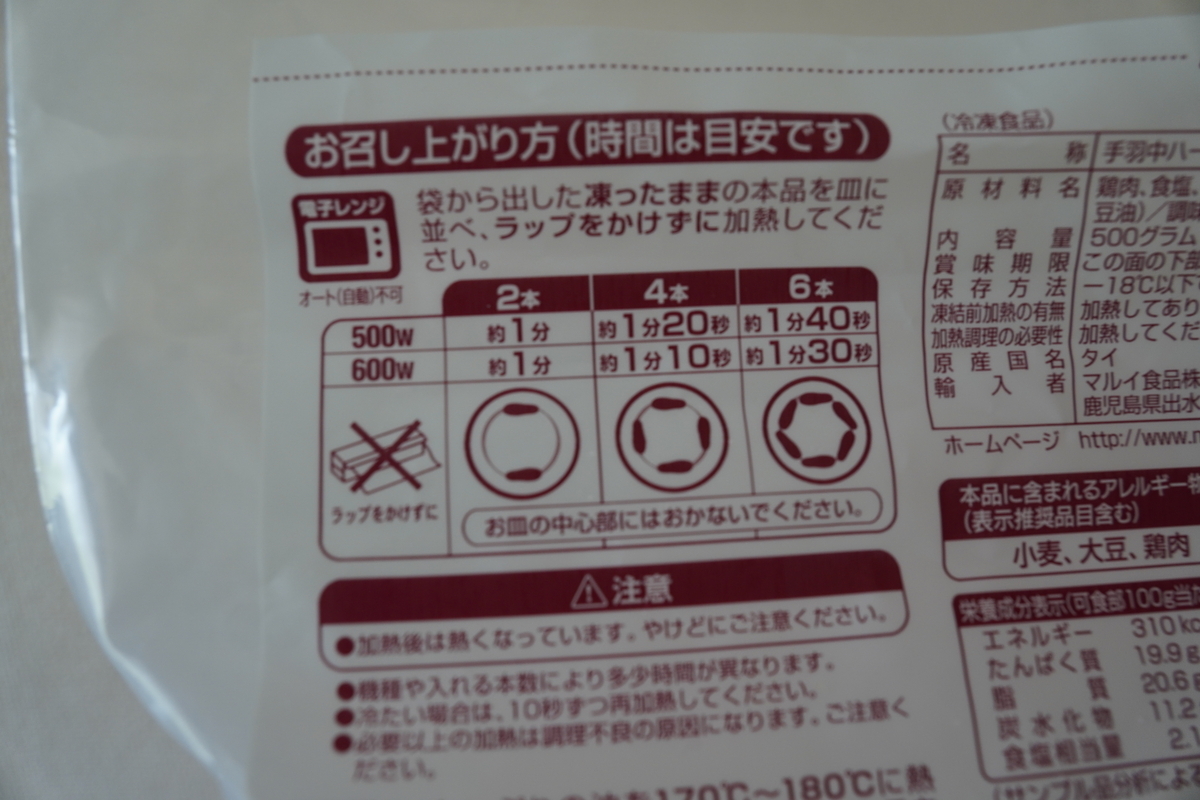 お召し上がり方(時間は目安です)
電子レンジ
オート(自動)不可
袋から出した凍ったままの本品を皿に
並べ、ラップをかけずに加熱してくだ
さい。
2本 4本 6本
500w 約1分 約1分20秒 約1分40秒
600w 約1分 約1分10秒 約1分30秒
ラップをかけずに
お皿の中心部にはおかないでください。
注意
●加熱後は熱くなっています。やけどにご注意ください。
●機種や入れる本数により多少時間が異なります。
●冷たい場合は、10秒ずつ再加熱してください。
●必要以上の加熱は調理不良の原因になります。ご注意く
ださい。
170℃〜180℃に熱
(冷凍食品)
名称 手羽中ハー
原材料名 鶏肉、食塩
豆油)/調
内容量 500グラム
賞味期限 この面の下部
保存方法 −18℃以下
凍結前加熱の有無 加熱してあり
加熱調理の必要性 加熱してくだ
原産国名 タイ
輸入者 マルイ食品株
鹿児島県出水
ホームページ http://www.
本品に含まれるアレルギー物
(表示推奨品目含む)
小麦、大豆、鶏肉
栄養成分表示(可食部100g当
エネルギー 310kc
たんぱく質 19.9g
脂質 20.6g
炭水化物 11.2
食塩相当量 2.1
(サンプル品分析による